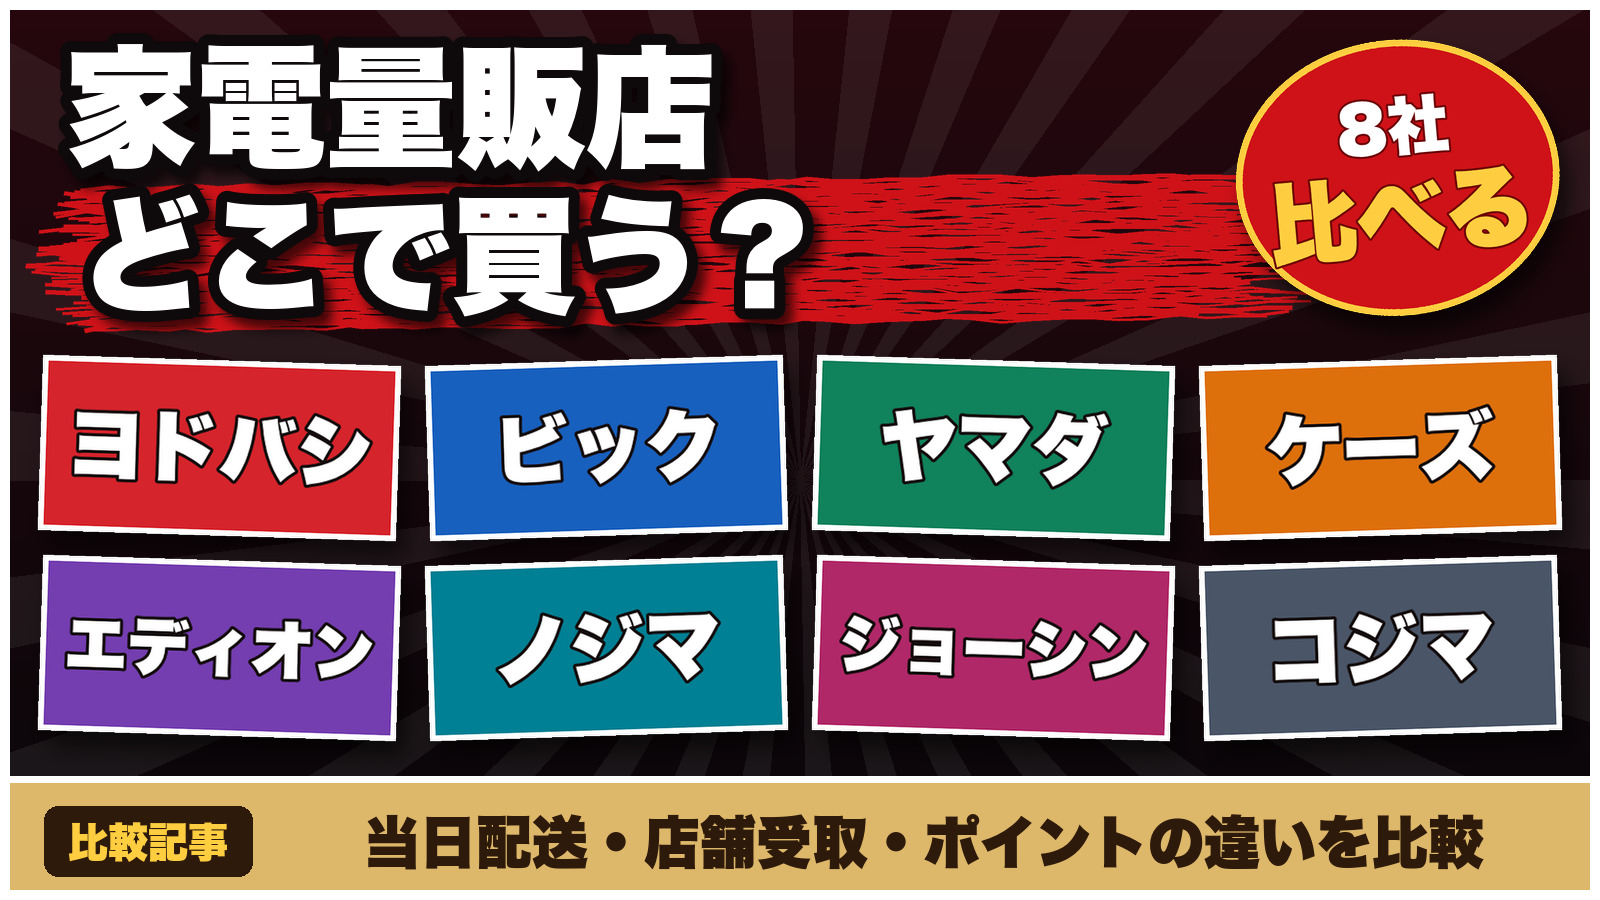 家電量販店
どこで買う？
8社
比べる
ヨドバシ
ビック
ヤマダ
ケーズ
エディオン
ノジマ
ジョーシン
コジマ
比較記事
当日配送・店舗受取・ポイントの違いを比較